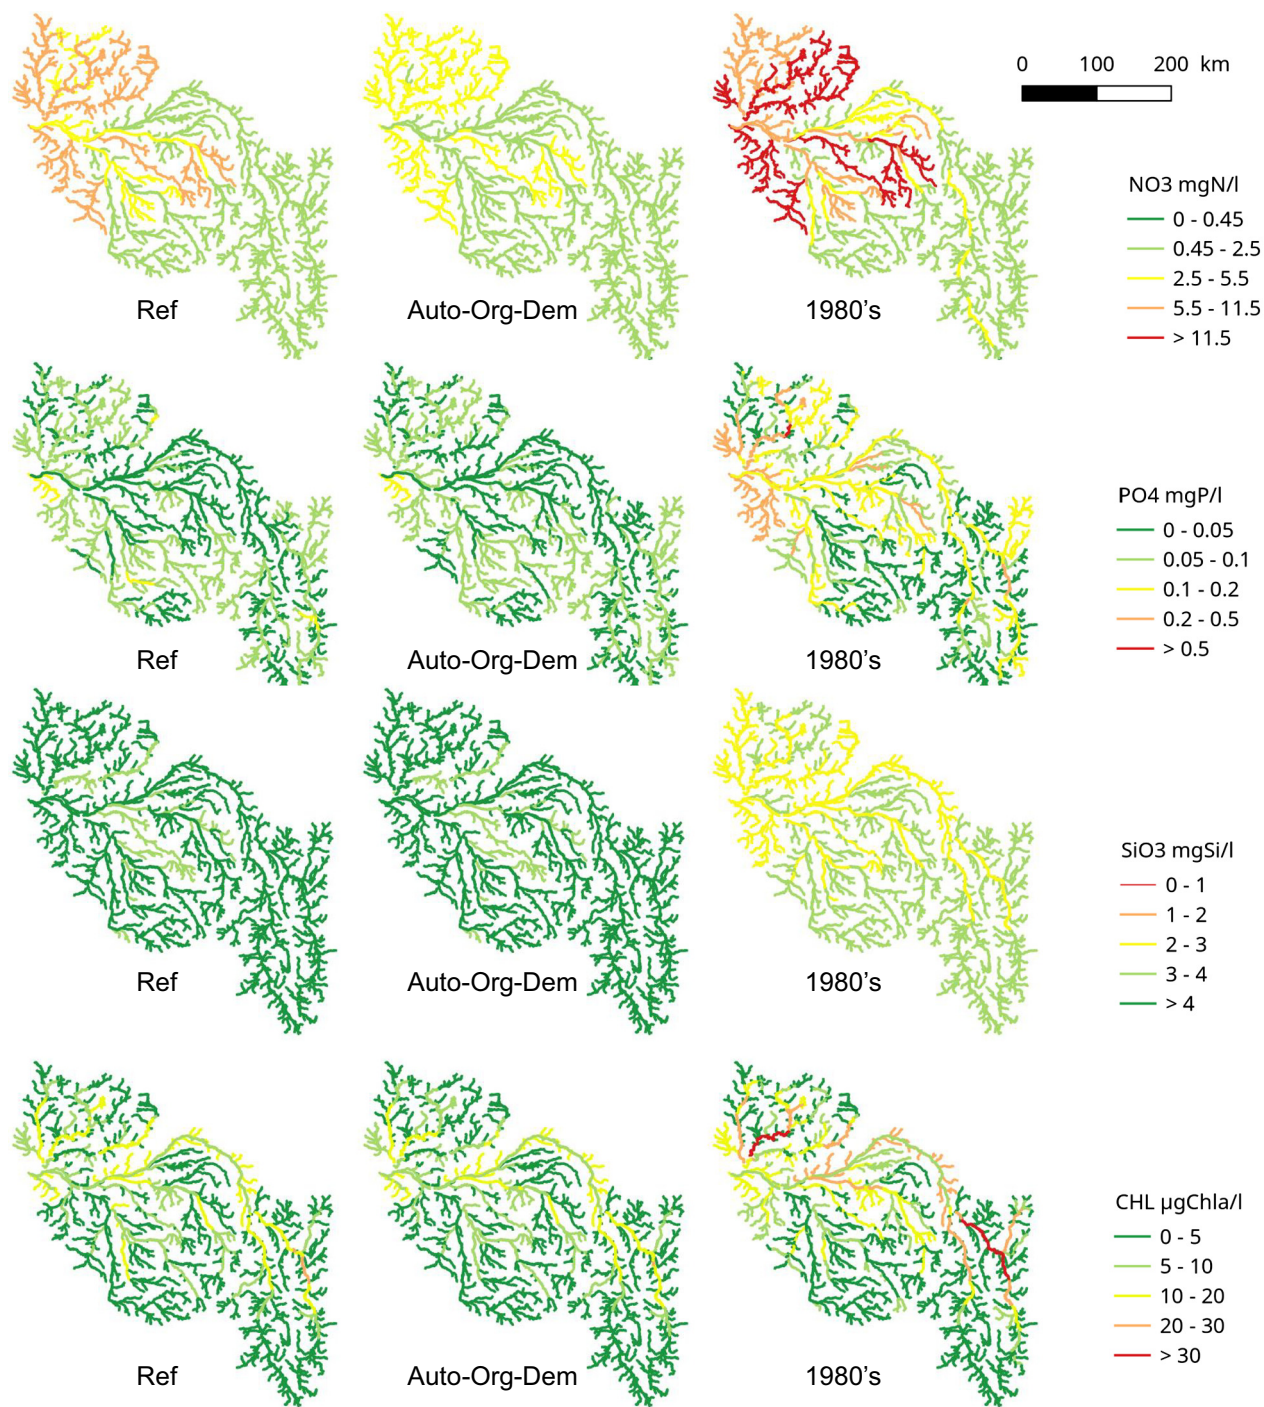 0 100 200 km
NO3 mgN/l
0 - 0.45
0.45 - 2.5
2.5 - 5.5
5.5 - 11.5
> 11.5
Ref Auto-Org-Dem 1980’s
PO4 mgP/l
0 - 0.05
0.05 - 0.1
0.1 - 0.2
0.2 - 0.5
> 0.5
Ref Auto-Org-Dem 1980’s
SiO3 mgSi/l
0 - 1
1 - 2
2 - 3
3 - 4
> 4
Ref Auto-Org-Dem 1980’s
CHL µgChla/l
0 - 5
5 - 10
10 - 20
20 - 30
> 30
Ref Auto-Org-Dem 1980’s